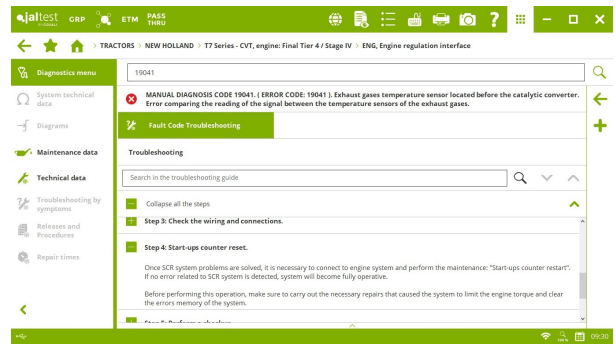 jaltest GRP ETM PASS THRU
TRACTORS > NEW HOLLAND > T7 Series - CVT, engine: Final Tier 4 / Stage IV > ENG, Engine regulation interface
Diagnostics menu
19041
System technical data
MANUAL DIAGNOSIS CODE 19041. ( ERROR CODE: 19041 ). Exhaust gases temperature sensor located before the catalytic converter.
Error comparing the reading of the signal between the temperature sensors of the exhaust gases.
Diagrams
Fault Code Troubleshooting
Maintenance data
Troubleshooting
Technical data
Search in the troubleshooting guide
Troubleshooting by symptoms
Collapse all the steps
Releases and Procedures
Step 3: Check the wiring and connections.
Repair times
Step 4: Start-ups counter reset.
Once SCR system problems are solved, it is necessary to connect to engine system and perform the maintenance: "Start-ups counter restart".
If no error related to SCR system is detected, system will become fully operative.
Before performing this operation, make sure to carry out the necessary repairs that caused the system to limit the engine torque and clear
the errors memory of the system.
100%
09:30